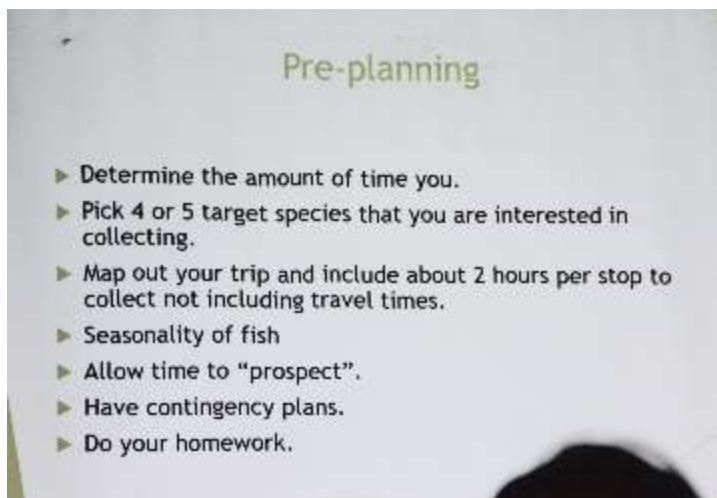 Pre-planning
Determine the amount of time you.
Pick 4 or 5 target species that you are interested in
collecting.
Map out your trip and include about 2 hours per stop to
collect not including travel times.
Seasonality of fish
Allow time to “prospect”.
Have contingency plans.
Do your homework.